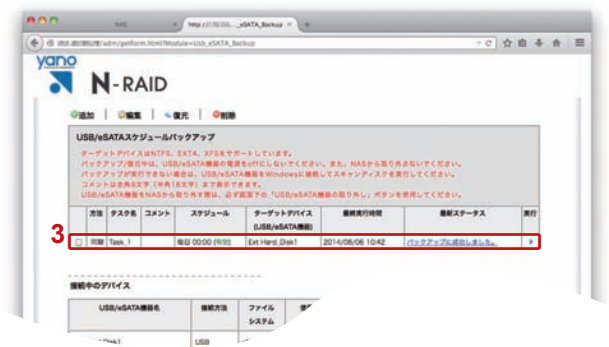 NAS
http://
_eSATA_Backup
/adm/perform.html?Module=Usb_eSATA_Backup
yano
N-RAID
追加 | 編集 | 復元 | 削除
USB/eSATAスケジュールバックアップ
ターゲットデバイスはNTFS、EXT4、XFSをサポートしています。
バックアップ/復元中は、USB/eSATA機器の電源をoffにしないでください。また、NASから取り外さないでください。
バックアップが実行できない場合は、USB/eSATA機器をWindowsに接続してスキャンディスクを実行してください。
コメントは全角9文字（半角18文字）まで表示できます。
USB/eSATA機器をNASから取り外す際は、必ず画面下の「USB/eSATA機器の取り外し」ボタンを使用してください。
方法 タスク名 コメント スケジュール ターゲットデバイス 最終実行時間 最新ステータス 実行
(USB/eSATA機器)
3
同期 Task_1 毎日 00:00 (有効) Ext Hard_Disk1 2014/06/06 10:42 バックアップに成功しました。
接続中のデバイス
USB/eSATA機器名 接続方法 ファイル
システム
Disk1 USB